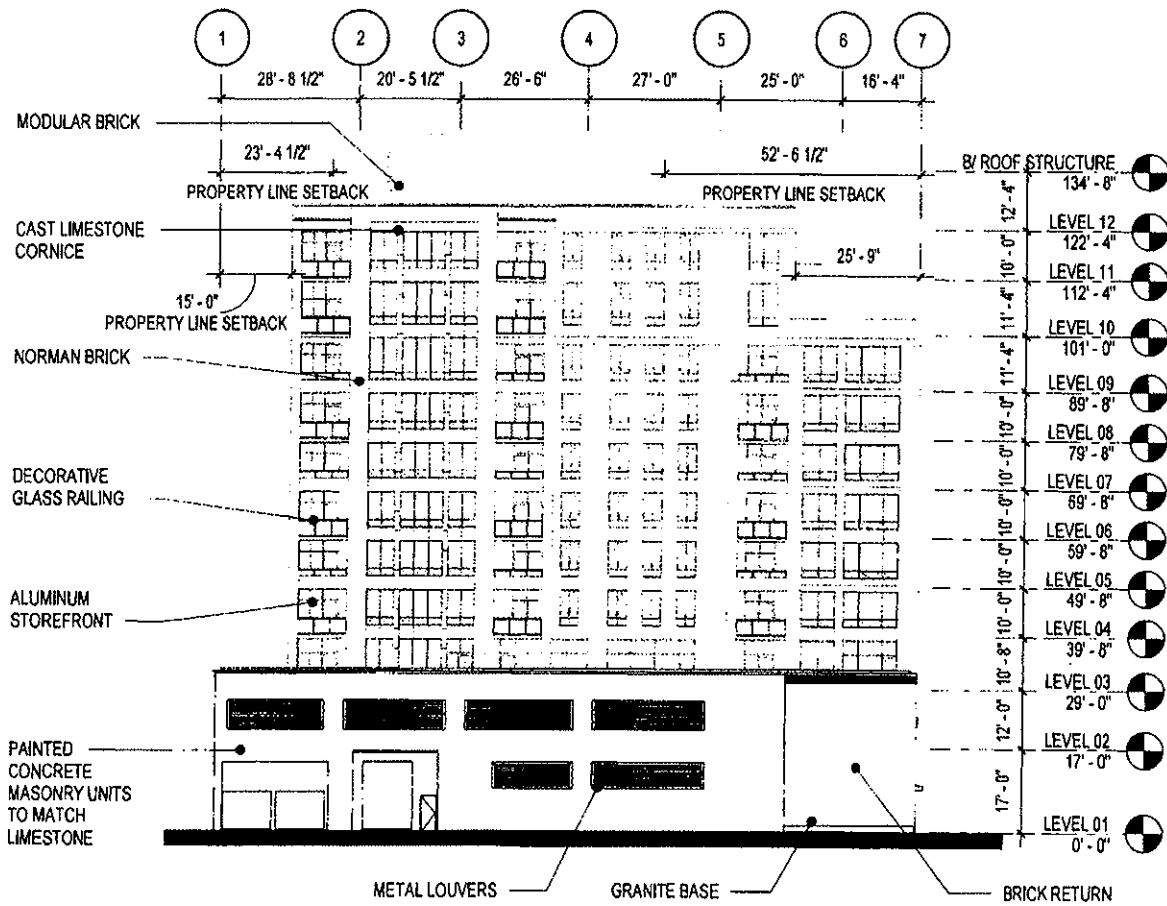 1 2 3 4 5 6 7
28' - 8 1/2" 20' - 5 1/2" 26' - 6" 27' - 0" 25' - 0" 16' - 4"
MODULAR BRICK
23' - 4 1/2"
PROPERTY LINE SETBACK
52' - 6 1/2"
PROPERTY LINE SETBACK
B/ ROOF STRUCTURE
134' - 8"
12' - 4"
CAST LIMESTONE
CORNICE
LEVEL 12
122' - 4"
10' - 0"
25' - 9"
LEVEL 11
112' - 4"
15' - 0"
PROPERTY LINE SETBACK
11' - 4"
LEVEL 10
101' - 0"
NORMAN BRICK
11' - 4"
LEVEL 09
89' - 8"
10' - 0"
LEVEL 08
79' - 8"
DECORATIVE
GLASS RAILING
10' - 0"
LEVEL 07
69' - 8"
10' - 0"
LEVEL 06
59' - 8"
10' - 0"
LEVEL 05
49' - 8"
ALUMINUM
STOREFRONT
10' - 0"
LEVEL 04
39' - 8"
10' - 8"
LEVEL 03
29' - 0"
12' - 0"
LEVEL 02
17' - 0"
PAINTED
CONCRETE
MASONRY UNITS
TO MATCH
LIMESTONE
17' - 0"
LEVEL 01
0' - 0"
METAL LOUVERS
GRANITE BASE
BRICK RETURN